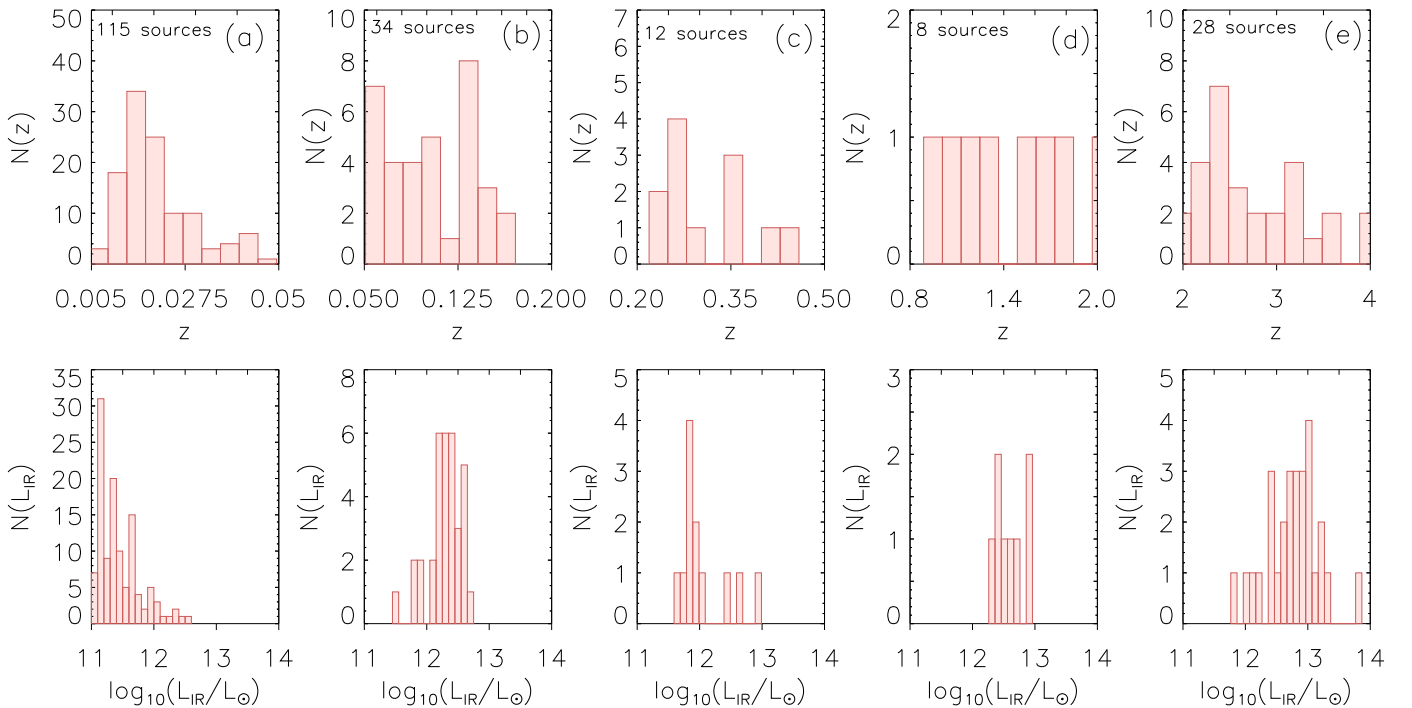 115 sources (a)
50
40
30
20
10
0
N(z)
0.005 0.0275 0.05
z
34 sources (b)
10
8
6
4
2
0
N(z)
0.050 0.125 0.200
z
12 sources (c)
7
6
5
4
3
2
1
0
N(z)
0.20 0.35 0.50
z
8 sources (d)
2
1
0
N(z)
0.8 1.4 2.0
z
28 sources (e)
10
8
6
4
2
0
N(z)
2 3 4
z
35
30
25
20
15
10
5
0
N(L_IR)
11 12 13 14
log₁₀(L_IR/L⊙)
8
6
4
2
0
N(L_IR)
11 12 13 14
log₁₀(L_IR/L⊙)
5
4
3
2
1
0
N(L_IR)
11 12 13 14
log₁₀(L_IR/L⊙)
3
2
1
0
N(L_IR)
11 12 13 14
log₁₀(L_IR/L⊙)
5
4
3
2
1
0
N(L_IR)
11 12 13 14
log₁₀(L_IR/L⊙)